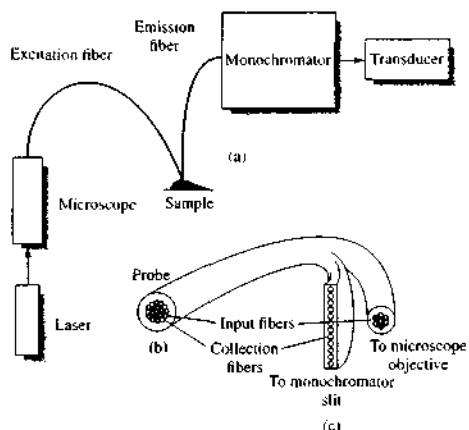 Emission
fiber
Excitation fiber
Monochromator
Transducer
(a)
Microscope
Sample
Probe
Laser
Input fibers
(b)
Collection
fibers
To microscope
objective
To monochromator
slit
(c)